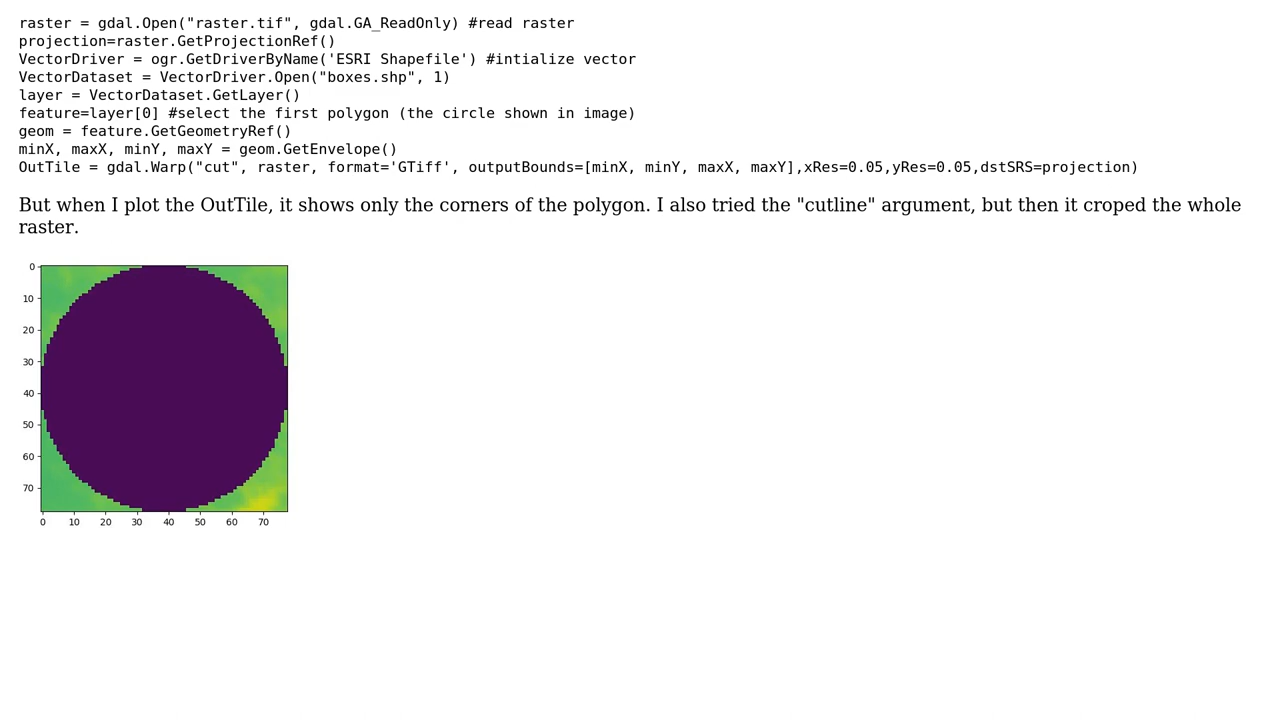 raster = gdal.Open("raster.tif", gdal.GA_ReadOnly) #read raster
projection=raster.GetProjectionRef()
VectorDriver = ogr.GetDriverByName('ESRI Shapefile') #intialize vector
VectorDataset = VectorDriver.Open("boxes.shp", 1)
layer = VectorDataset.GetLayer()
feature=layer[0] #select the first polygon (the circle shown in image)
geom = feature.GetGeometryRef()
minX, maxX, minY, maxY = geom.GetEnvelope()
OutTile = gdal.Warp("cut", raster, format='GTiff', outputBounds=[minX, minY, maxX, maxY],xRes=0.05,yRes=0.05,dstSRS=projection)
But when I plot the OutTile, it shows only the corners of the polygon. I also tried the "cutline" argument, but then it croped the whole
raster.
0
10
20
30
40
50
60
70
0 10 20 30 40 50 60 70